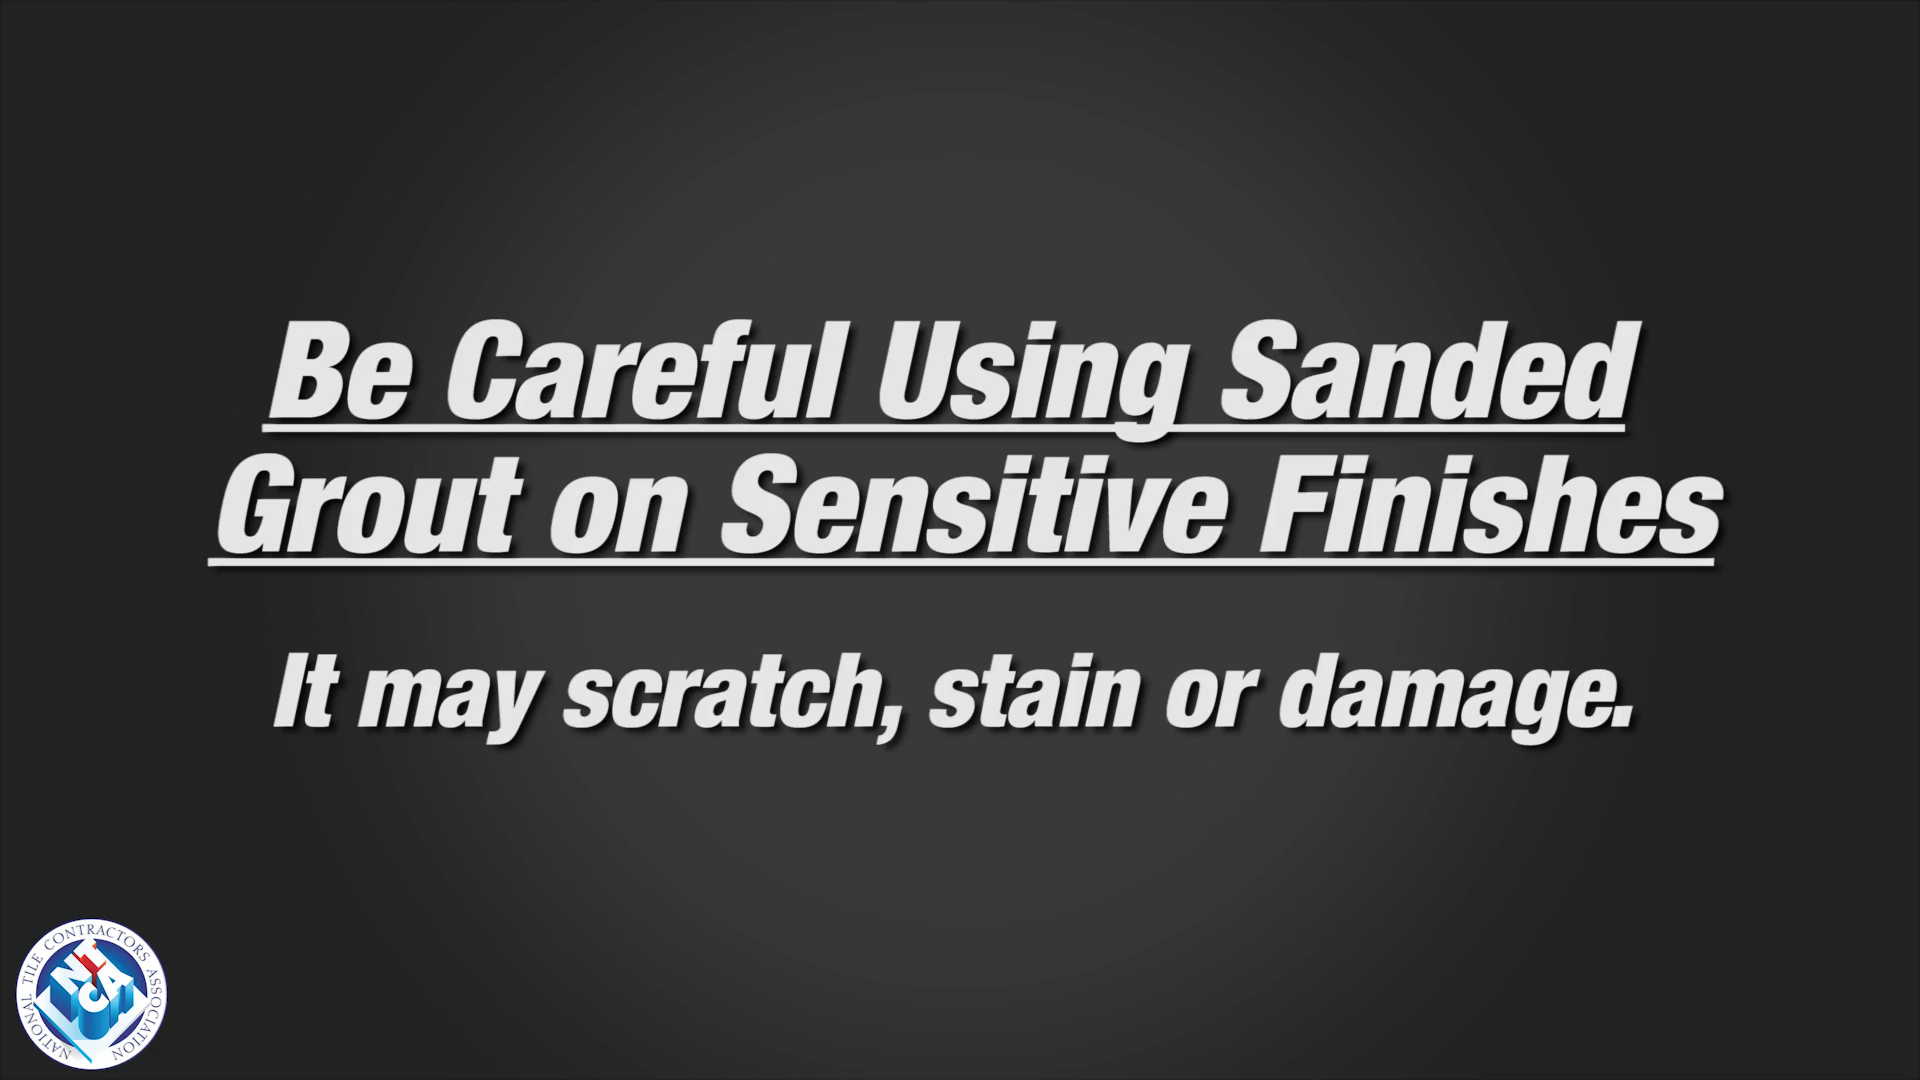 Be Careful Using Sanded
Grout on Sensitive Finishes
It may scratch, stain or damage.
NATIONAL TILE CONTRACTORS ASSOCIATION
NTCA